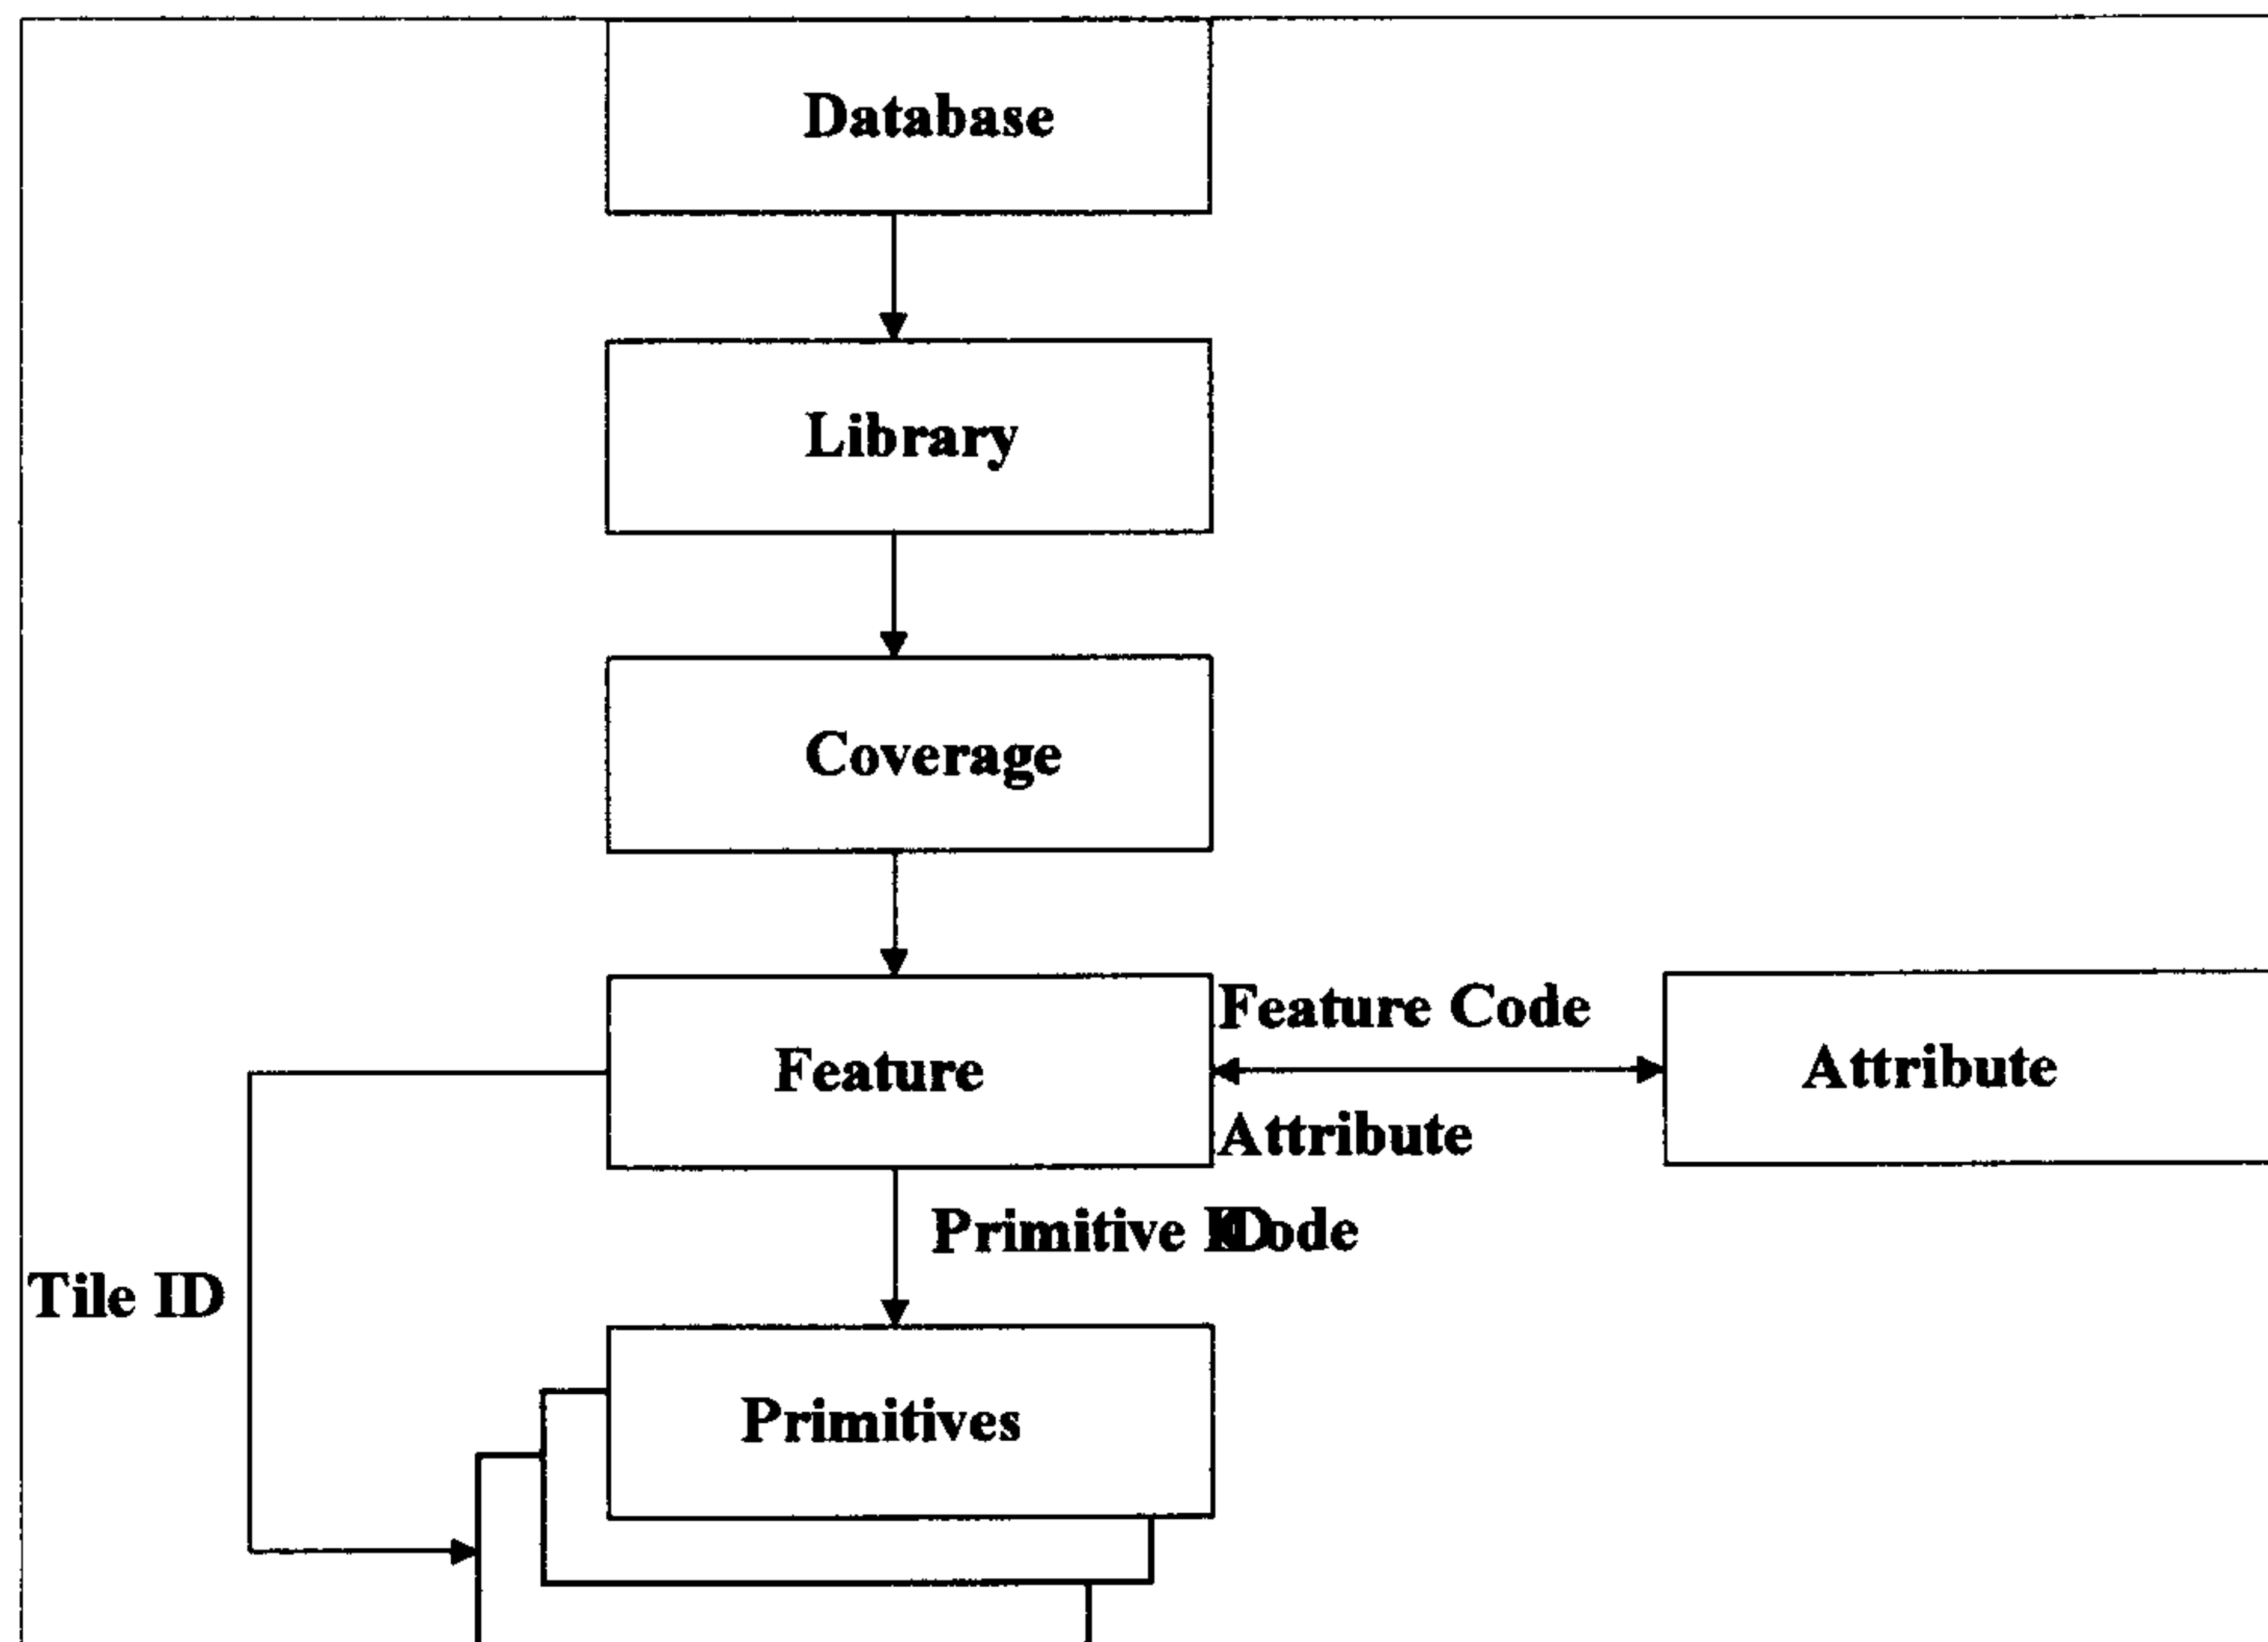 Database
Library
Coverage
Feature
Feature Code
Attribute
Attribute
Primitive
Tile ID
Primitives